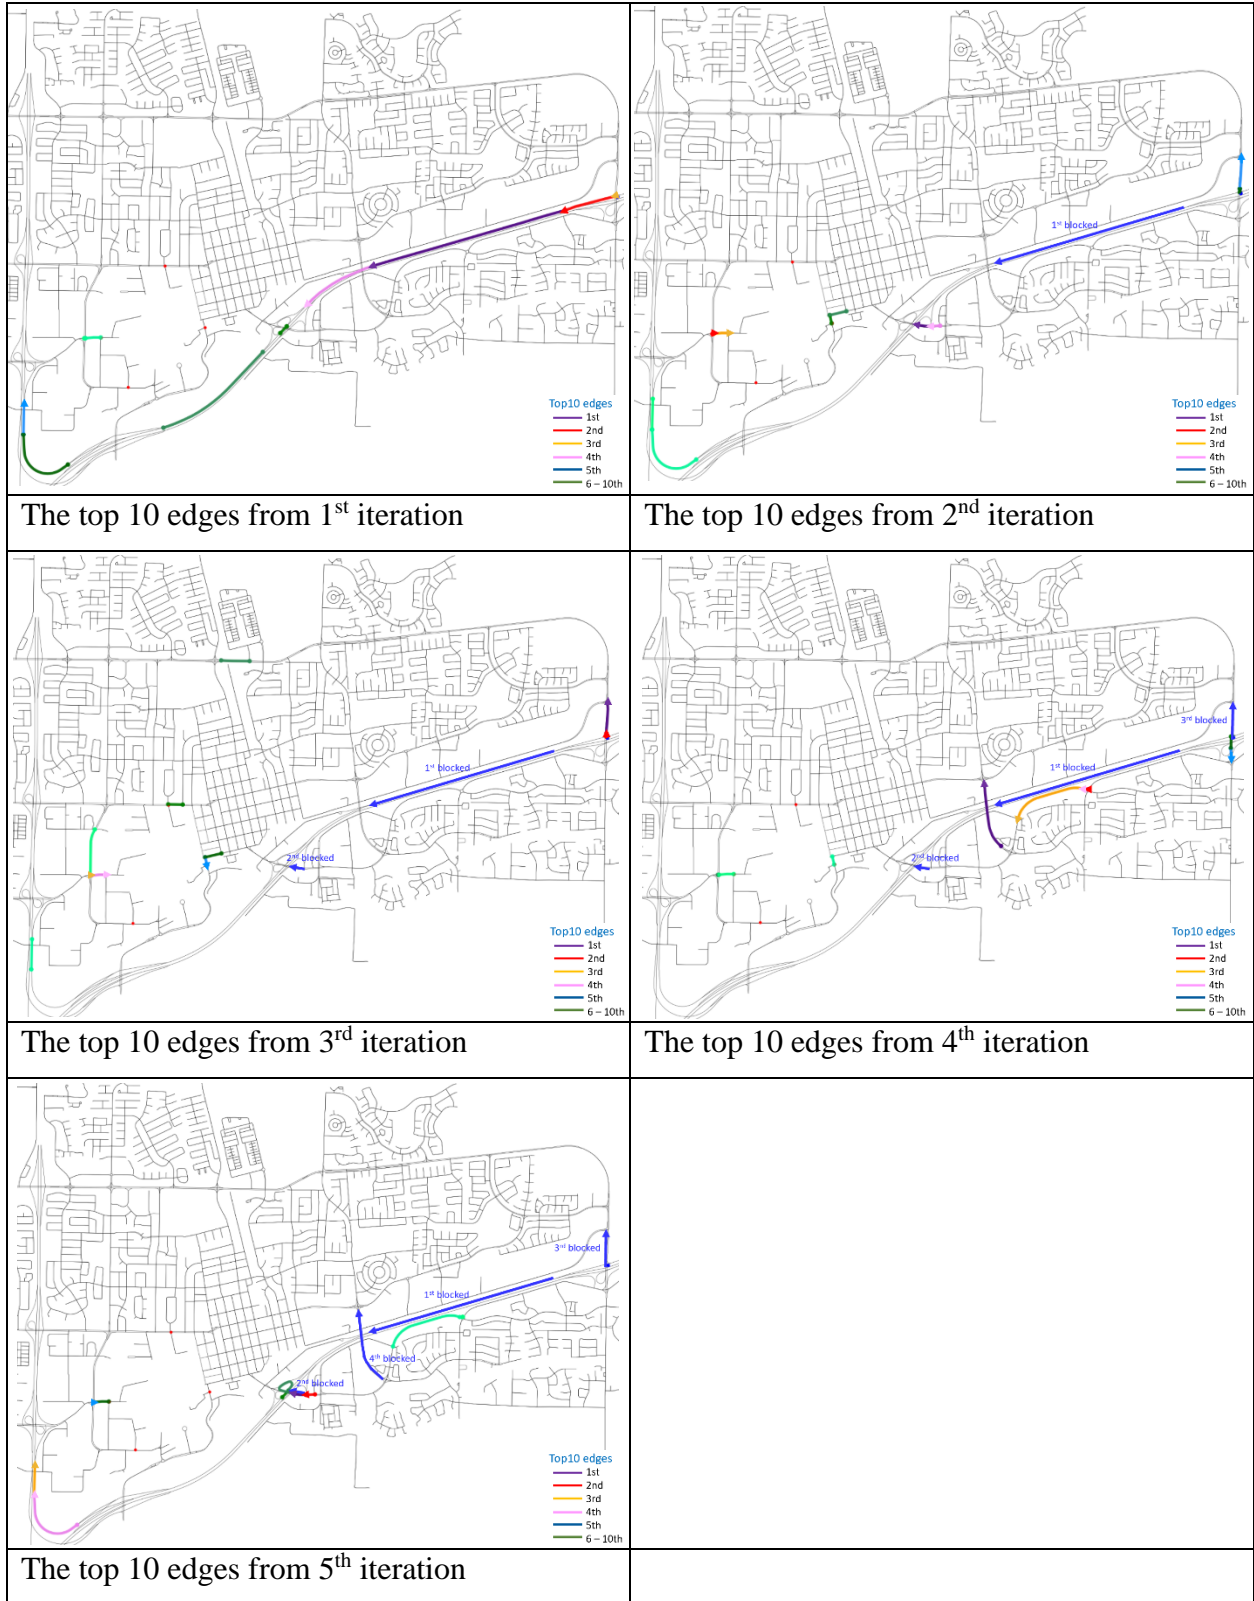 Top10 edges
1st
2nd
3rd
4th
5th
6 – 10th
The top 10 edges from 1st iteration
1st blocked
Top10 edges
1st
2nd
3rd
4th
5th
6 – 10th
The top 10 edges from 2nd iteration
1st blocked
2nd blocked
Top10 edges
1st
2nd
3rd
4th
5th
6 – 10th
The top 10 edges from 3rd iteration
3rd blocked
1st blocked
2nd blocked
Top10 edges
1st
2nd
3rd
4th
5th
6 – 10th
The top 10 edges from 4th iteration
3rd blocked
1st blocked
4th blocked
2nd blocked
Top10 edges
1st
2nd
3rd
4th
5th
6 – 10th
The top 10 edges from 5th iteration